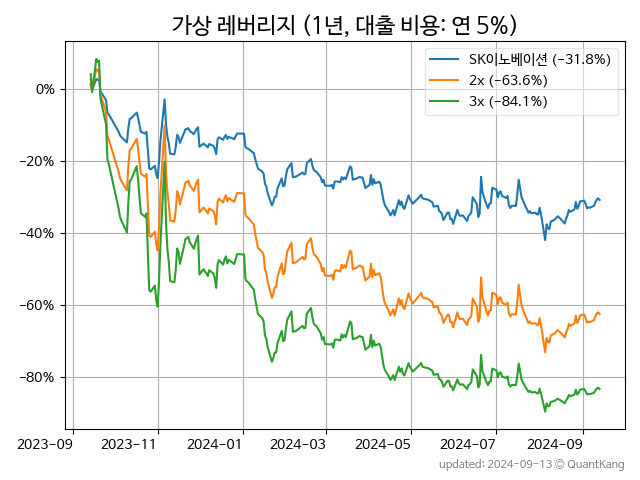 가상 레버리지 (1년, 대출 비용: 연 5%)
SK이노베이션 (−31.8%)
2x (−63.6%)
3x (−84.1%)
0%
−20%
−40%
−60%
−80%
2023-09 2023-11 2024-01 2024-03 2024-05 2024-07 2024-09
updated: 2024-09-13 © QuantKang